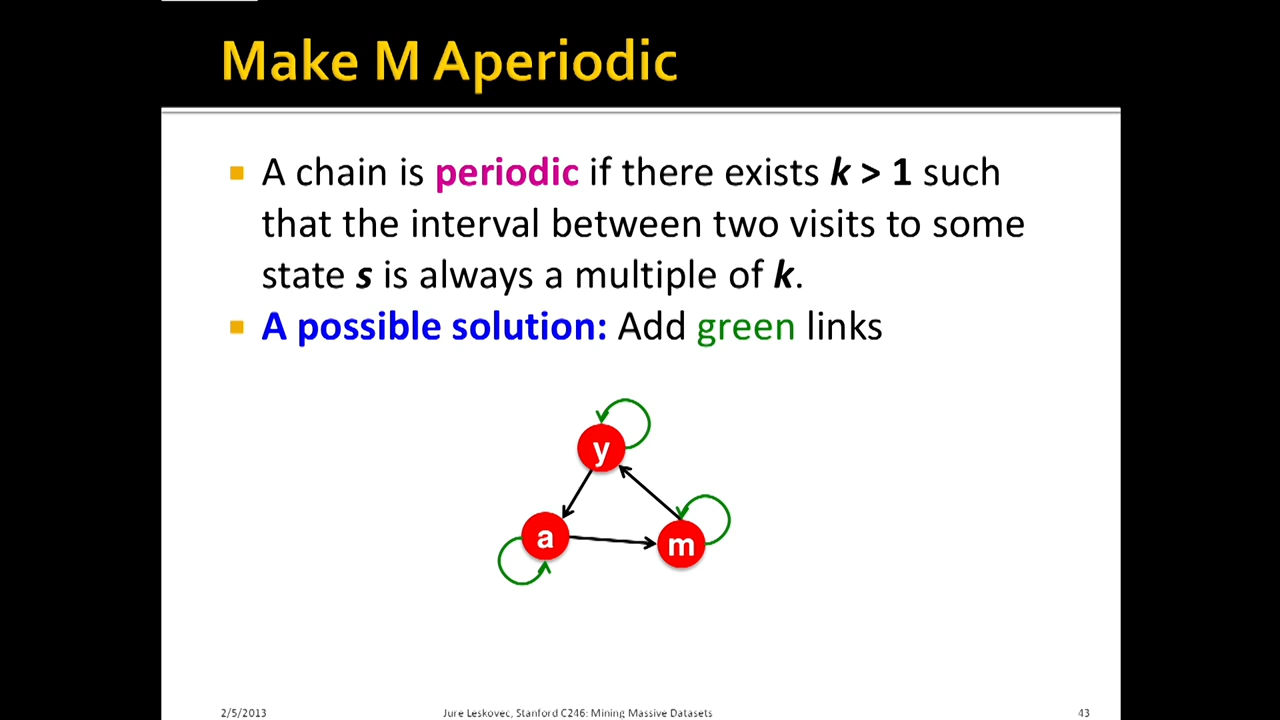 Make M Aperiodic
■ A chain is periodic if there exists k > 1 such
that the interval between two visits to some
state s is always a multiple of k.
■ A possible solution: Add green links
y
a
m
2/5/2013
Jure Leskovec, Stanford C246: Mining Massive Datasets
43